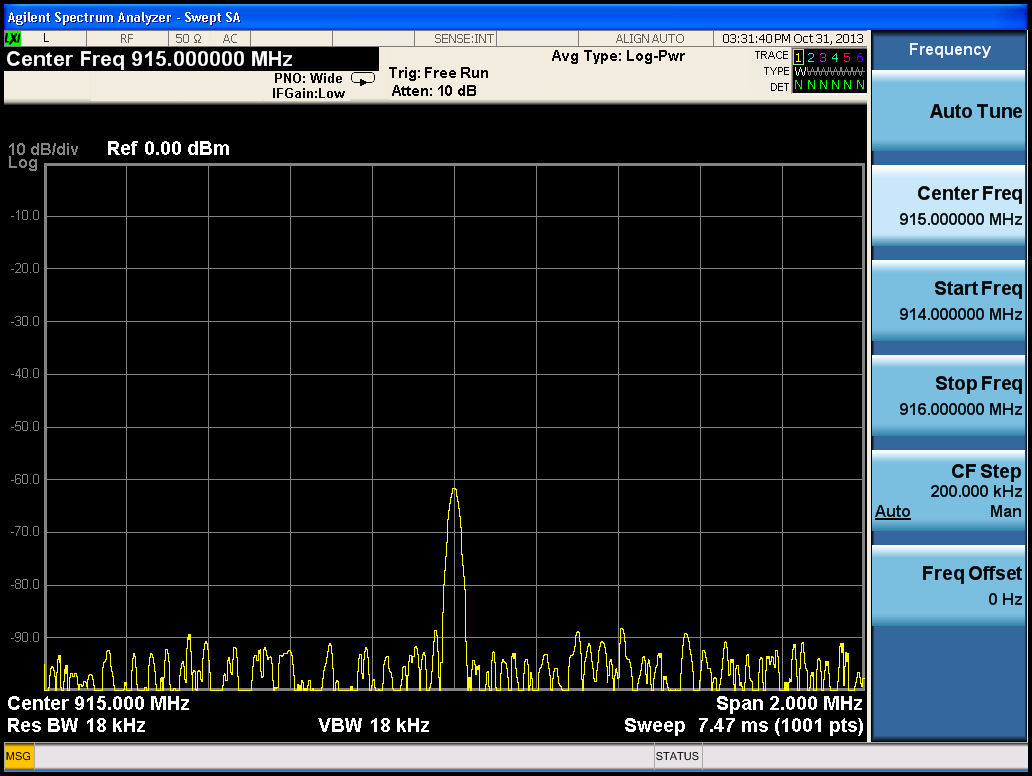 Agilent Spectrum Analyzer - Swept SA
LXI L RF 50 Ω AC SENSE:INT ALIGN AUTO 03:31:40 PM Oct 31, 2013
Center Freq 915.000000 MHz
PNO: Wide
IFGain:Low
Trig: Free Run
Atten: 10 dB
Avg Type: Log-Pwr
TRACE 1 2 3 4 5 6
TYPE WWWWWW
DET N N N N N N
10 dB/div
Log
Ref 0.00 dBm
-10.0
-20.0
-30.0
-40.0
-50.0
-60.0
-70.0
-80.0
-90.0
Center 915.000 MHz
Span 2.000 MHz
Res BW 18 kHz
VBW 18 kHz
Sweep 7.47 ms (1001 pts)
MSG
STATUS
Frequency
Auto Tune
Center Freq
915.000000 MHz
Start Freq
914.000000 MHz
Stop Freq
916.000000 MHz
CF Step
200.000 kHz
Auto Man
Freq Offset
0 Hz